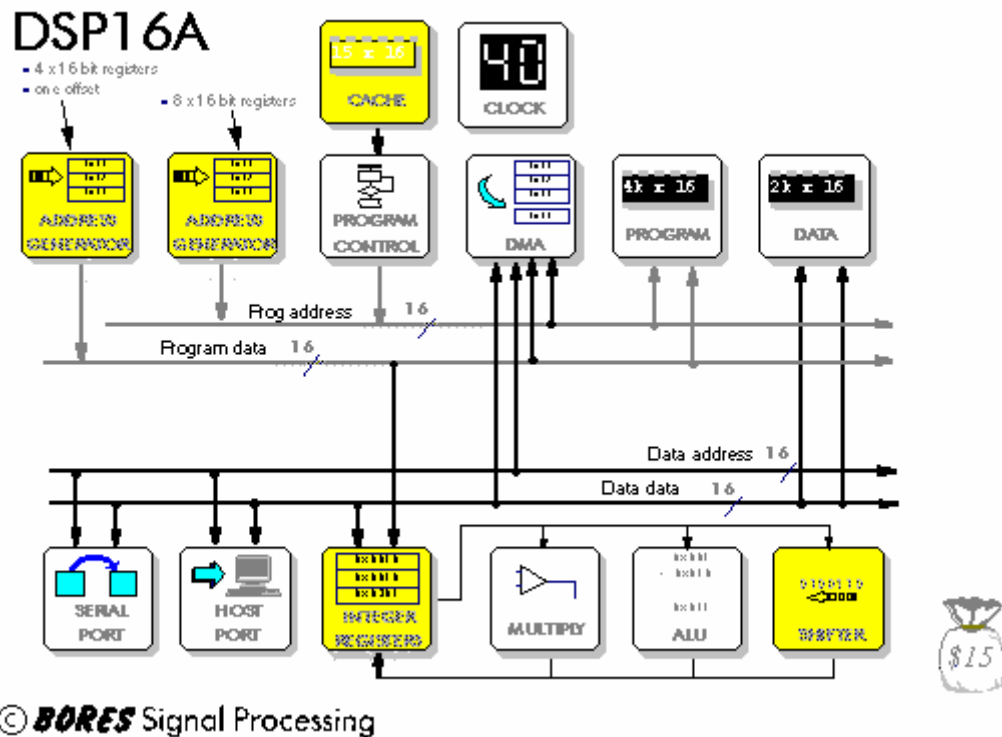 DSP16A
- 4 x 16 bit registers
- one offset
- 8 x 16 bit registers
15 x 16
CACHE
40
CLOCK
ADDRESS
GENERATOR
ADDRESS
GENERATOR
PROGRAM
CONTROL
DMA
4k x 16
PROGRAM
2k x 16
DATA
Prog address 16
Program data 16
Data address 16
Data data 16
SERIAL
PORT
HOST
PORT
INTEGER
REGISTERS
MULTIPLY
ALU
SHIFTER
$15
© BORES Signal Processing